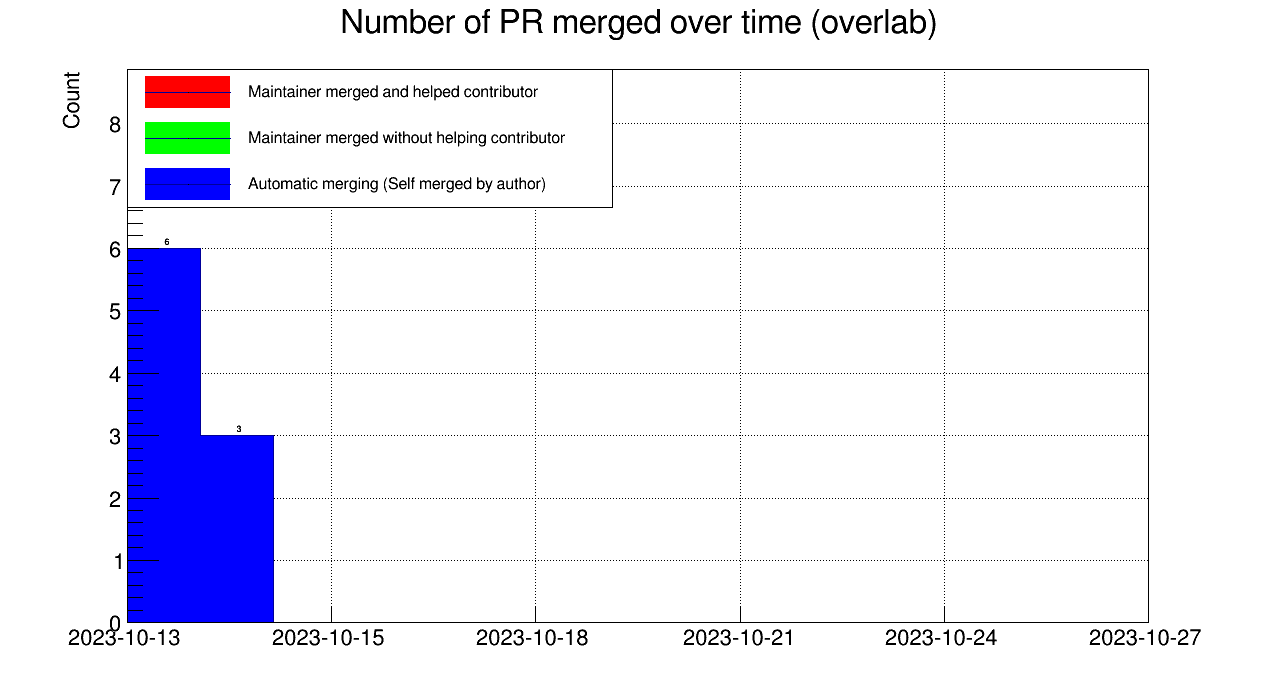 Number of PR merged over time (overlab)
Count
Maintainer merged and helped contributor
Maintainer merged without helping contributor
Automatic merging (Self merged by author)
8
7
6
5
4
3
2
1
0
6
3
2023-10-13 2023-10-15 2023-10-18 2023-10-21 2023-10-24 2023-10-27